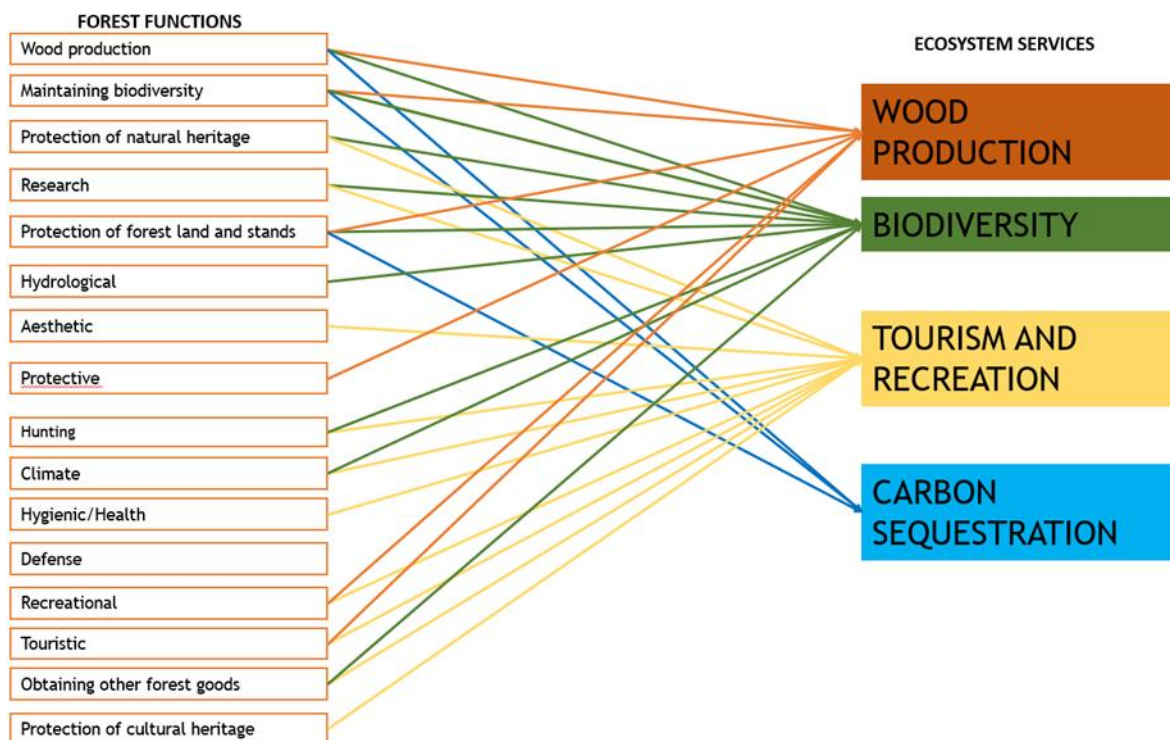 FOREST FUNCTIONS
Wood production
Maintaining biodiversity
Protection of natural heritage
Research
Protection of forest land and stands
Hydrological
Aesthetic
Protective
Hunting
Climate
Hygienic/Health
Defense
Recreational
Touristic
Obtaining other forest goods
Protection of cultural heritage
ECOSYSTEM SERVICES
WOOD
PRODUCTION
BIODIVERSITY
TOURISM AND
RECREATION
CARBON
SEQUESTRATION